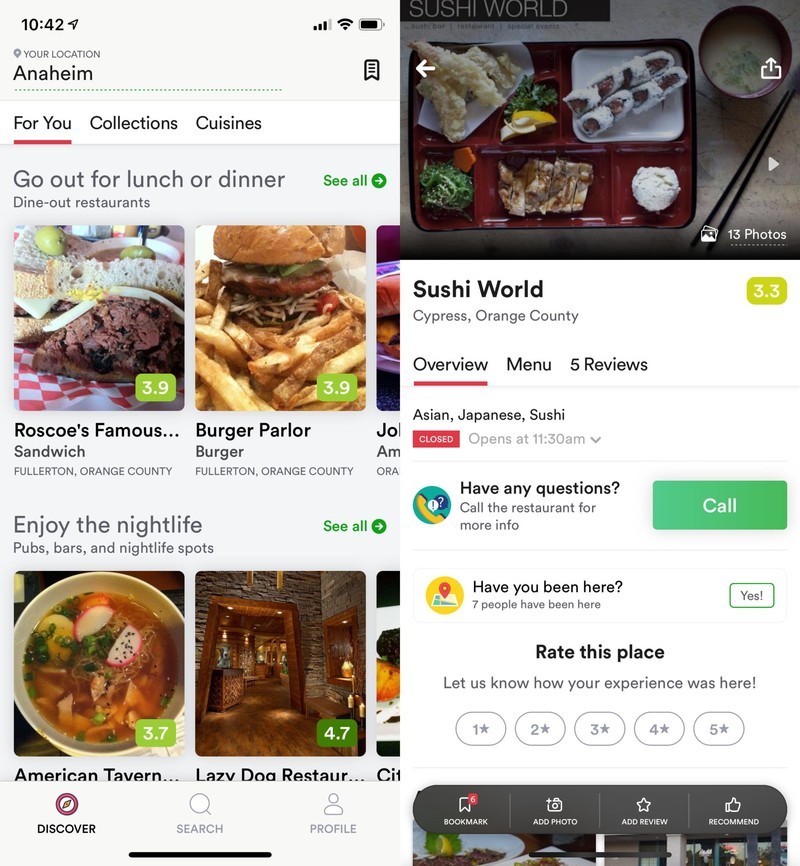 10:42
YOUR LOCATION
Anaheim
For You Collections Cuisines
Go out for lunch or dinner See all
Dine-out restaurants
3.9 3.9
Roscoe's Famous... Burger Parlor
Sandwich Burger
FULLERTON, ORANGE COUNTY FULLERTON, ORANGE COUNTY
Enjoy the nightlife See all
Pubs, bars, and nightlife spots
3.7 4.7
American Tavern... Lazy Dog Restaur...
DISCOVER SEARCH PROFILE
SUSHI WORLD
sushi bar | restaurant | special events
13 Photos
Sushi World 3.3
Cypress, Orange County
Overview Menu 5 Reviews
Asian, Japanese, Sushi
CLOSED Opens at 11:30am
Have any questions?
Call the restaurant for
more info
Call
Have you been here?
7 people have been here
Yes!
Rate this place
Let us know how your experience was here!
1★ 2★ 3★ 4★ 5★
6
BOOKMARK ADD PHOTO ADD REVIEW RECOMMEND